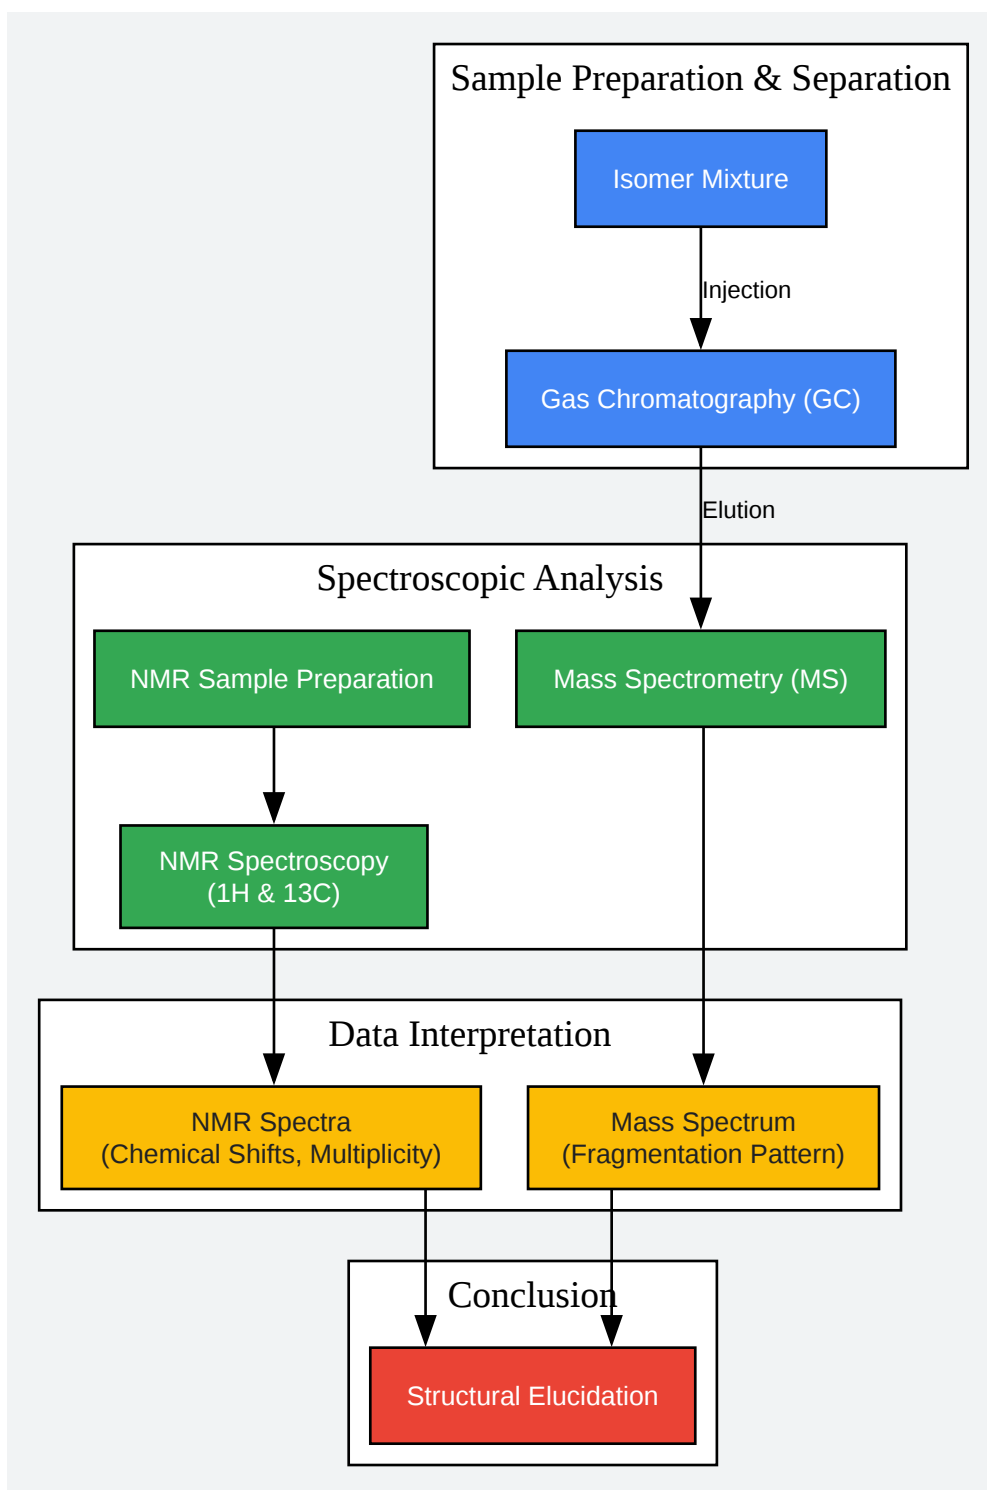 Sample Preparation & Separation
Isomer Mixture
Injection
Gas Chromatography (GC)
Elution
Spectroscopic Analysis
NMR Sample Preparation
Mass Spectrometry (MS)
NMR Spectroscopy
(1H & 13C)
Data Interpretation
NMR Spectra
(Chemical Shifts, Multiplicity)
Mass Spectrum
(Fragmentation Pattern)
Conclusion
Structural Elucidation